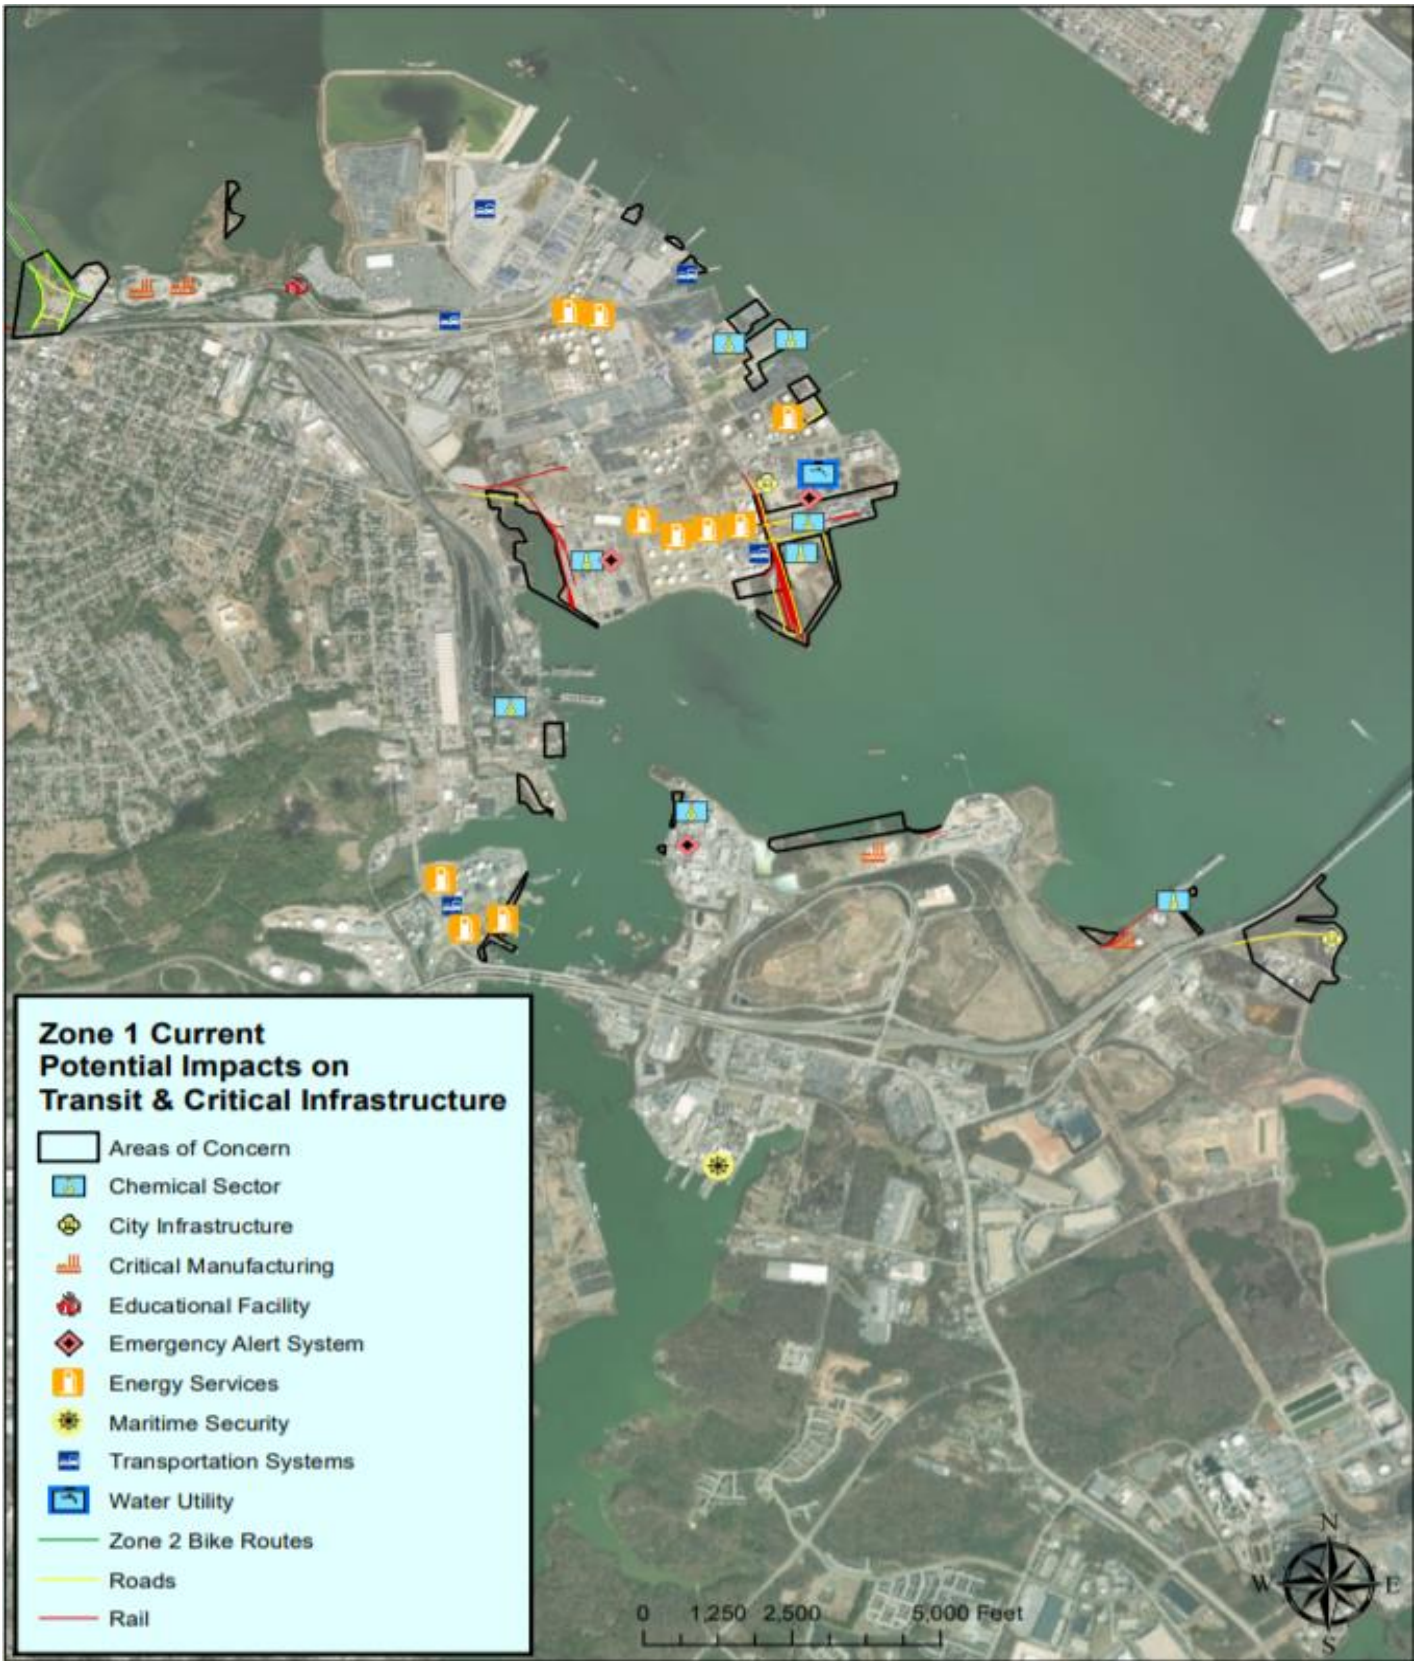 Zone 1 Current
Potential Impacts on
Transit & Critical Infrastructure
Areas of Concern
Chemical Sector
City Infrastructure
Critical Manufacturing
Educational Facility
Emergency Alert System
Energy Services
Maritime Security
Transportation Systems
Water Utility
Zone 2 Bike Routes
Roads
Rail
0 1,250 2,500 5,000 Feet
N
W E
S